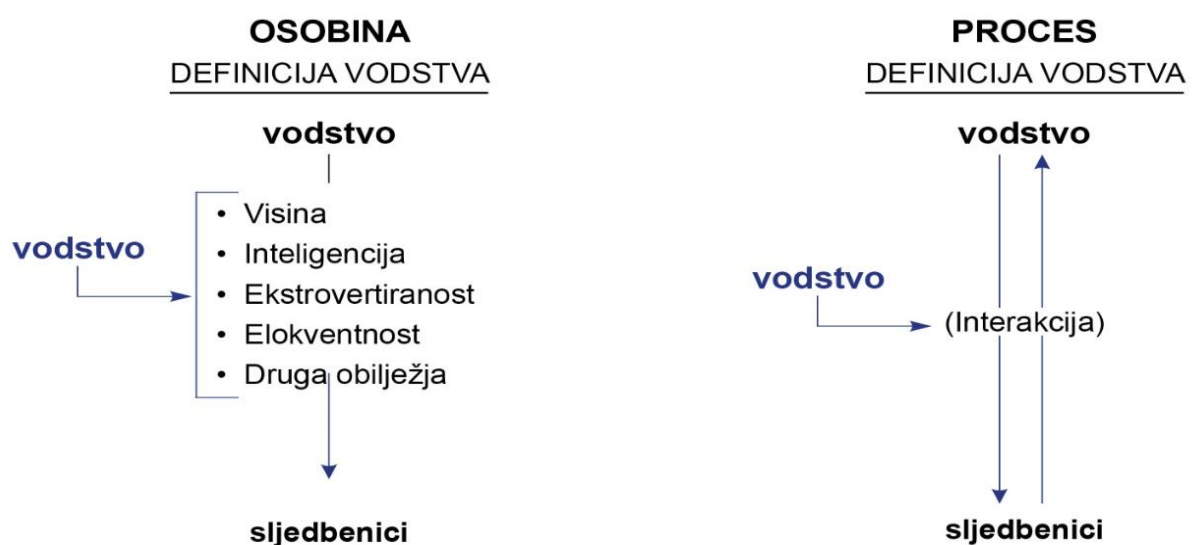 OSOBINA
DEFINICIJA VODSTVA
vodstvo
vodstvo
• Visina
• Inteligencija
• Ekstrovertiranost
• Elokventnost
• Druga obilježja
sljedbenici
PROCES
DEFINICIJA VODSTVA
vodstvo
vodstvo
(Interakcija)
sljedbenici